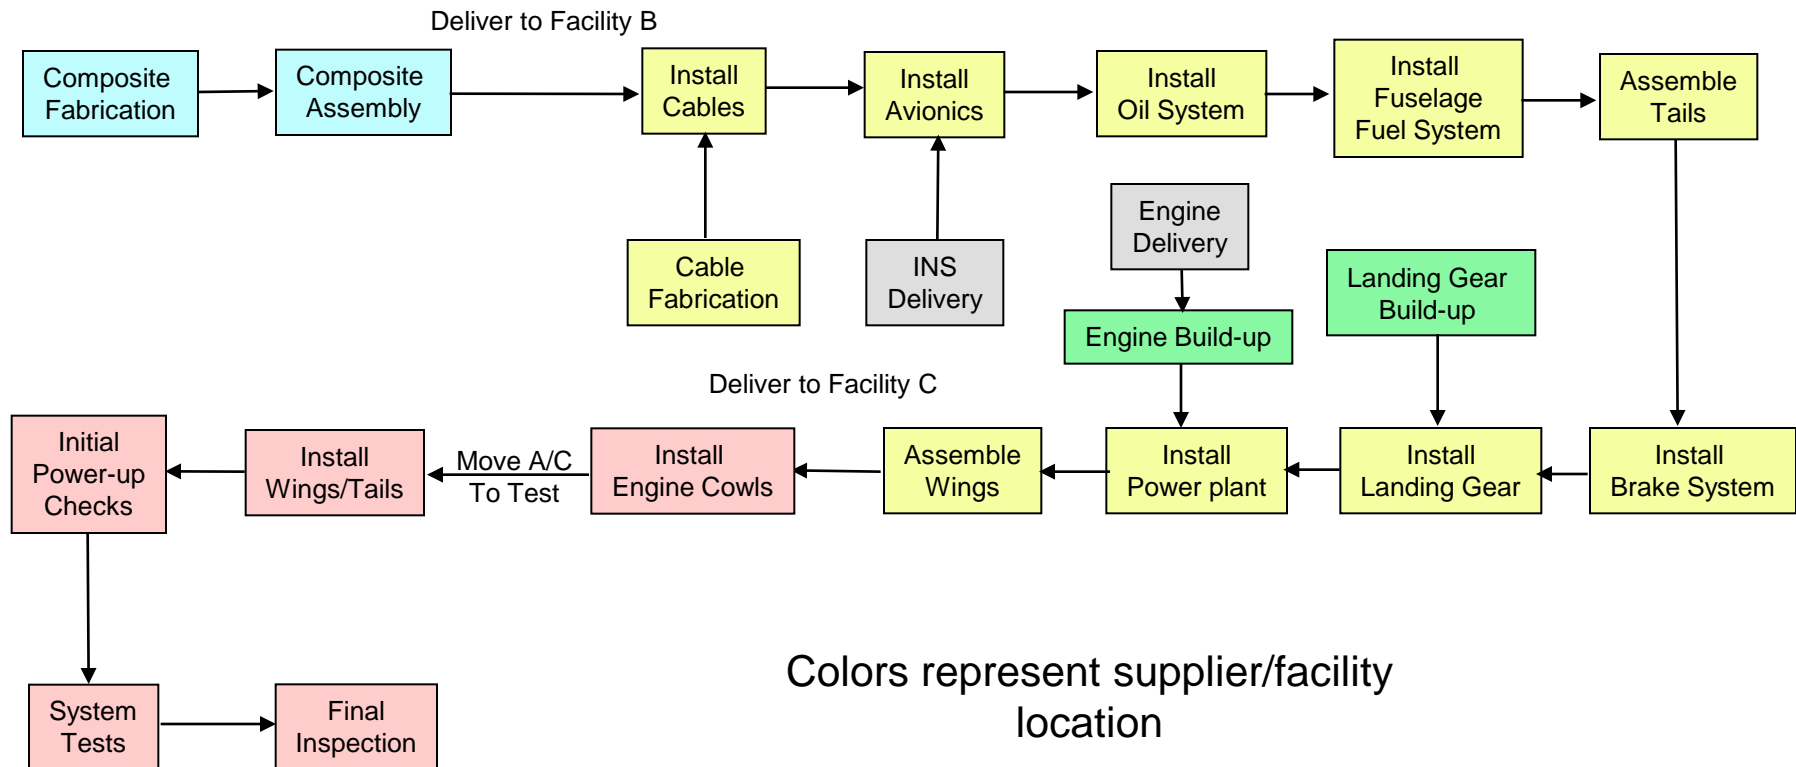 Deliver to Facility B
Composite
Fabrication
Composite
Assembly
Install
Cables
Install
Avionics
Install
Oil System
Install
Fuselage
Fuel System
Assemble
Tails
Cable
Fabrication
INS
Delivery
Engine
Delivery
Engine Build-up
Landing Gear
Build-up
Deliver to Facility C
Initial
Power-up
Checks
Install
Wings/Tails
Move A/C
To Test
Install
Engine Cowls
Assemble
Wings
Install
Power plant
Install
Landing Gear
Install
Brake System
System
Tests
Final
Inspection
Colors represent supplier/facility
location